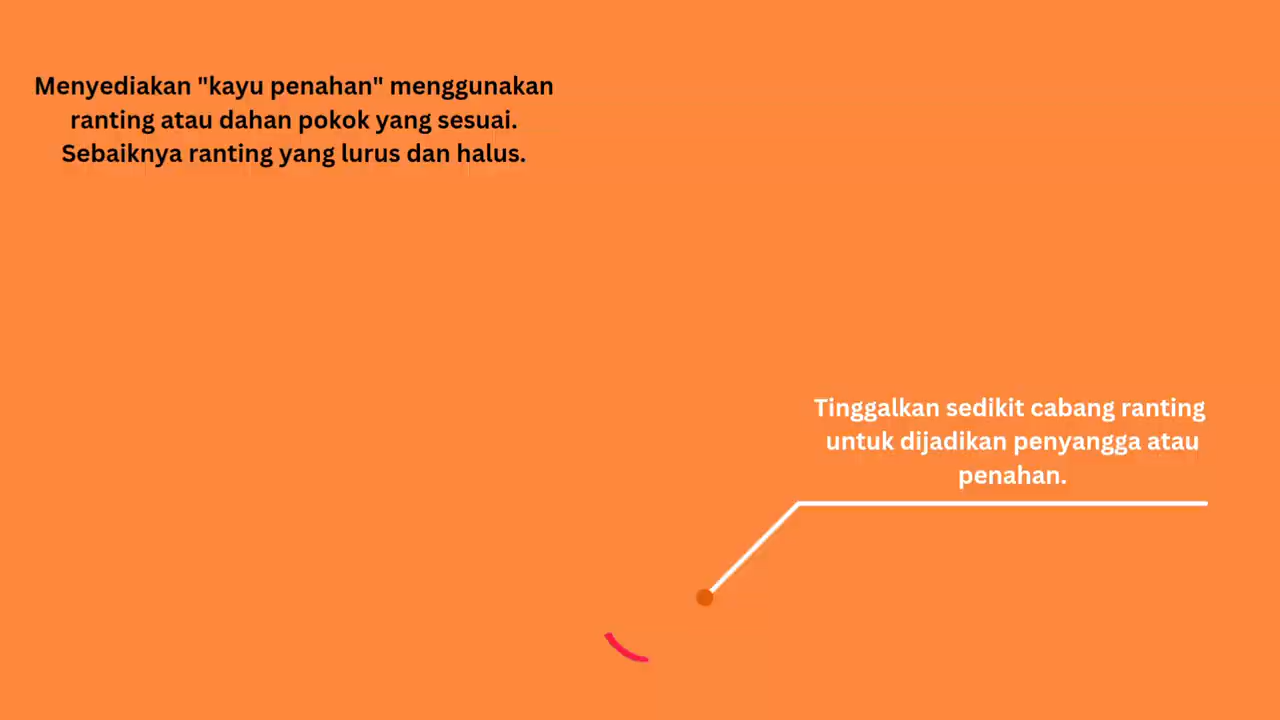 Menyediakan "kayu penahan" menggunakan
ranting atau dahan pokok yang sesuai.
Sebaiknya ranting yang lurus dan halus.
Tinggalkan sedikit cabang ranting
untuk dijadikan penyangga atau
penahan.